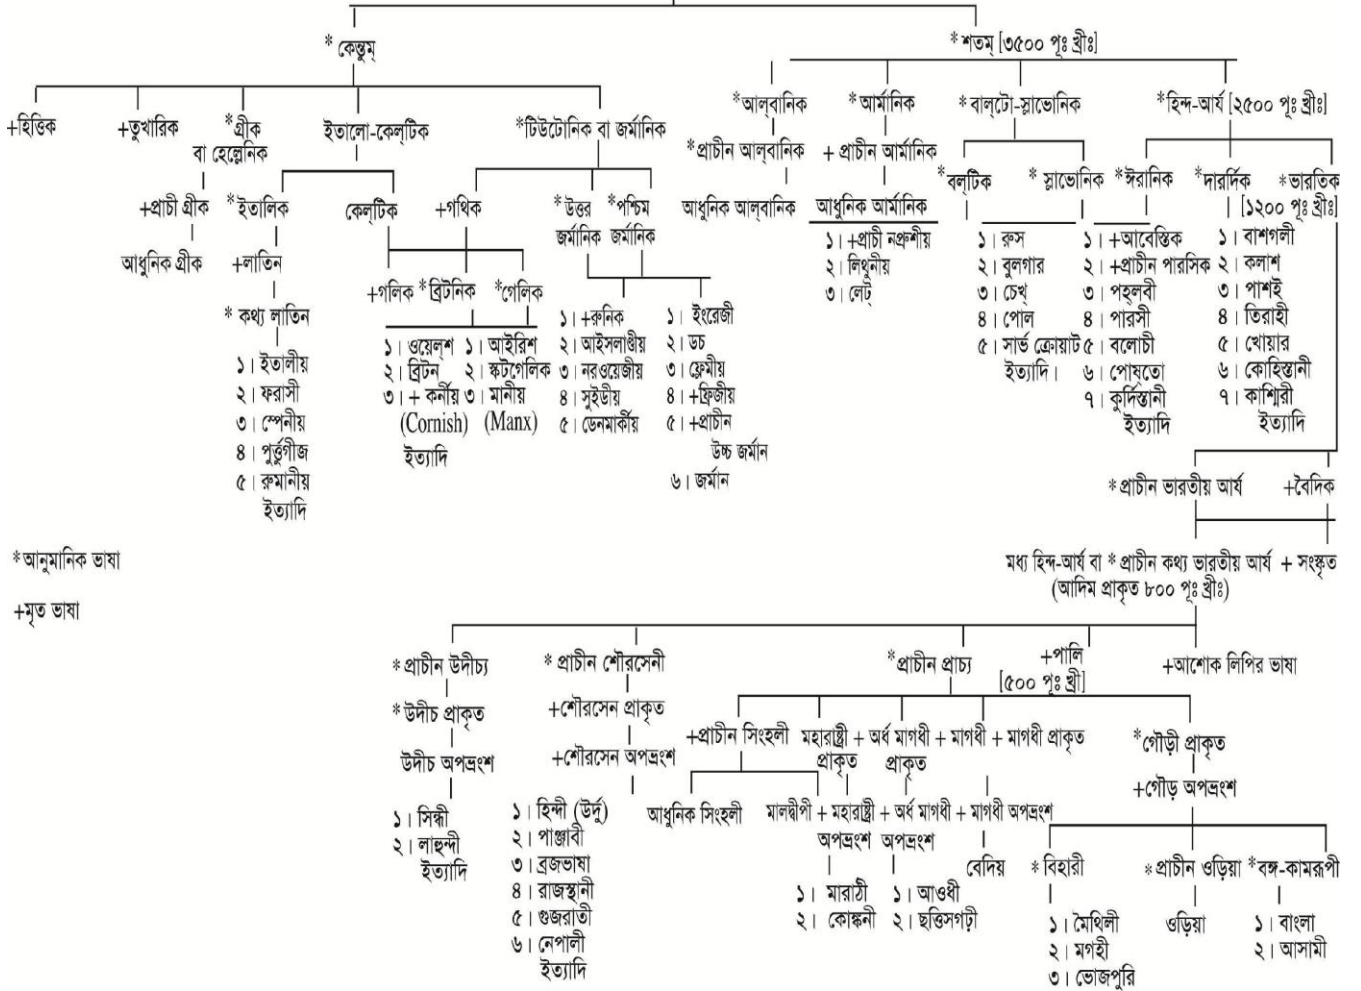 * কেন্তুম্
* শতম্ [৩৫০০ পূঃ খ্রীঃ]
+হিত্তিক
+তুখারিক
*গ্রীক
বা হেল্লেনিক
ইতালো-কেল্‌টিক
*টিউটোনিক বা জর্মানিক
*আল্‌বানিক
*আর্মানিক
*বাল্‌টো-স্লাভোনিক
*হিন্দ-আর্য [২৫০০ পূঃ খ্রীঃ]
*প্রাচীন আল্‌বানিক
+ প্রাচীন আর্মানিক
*বল্‌টিক
* স্লাভোনিক
*ঈরানিক
*দারর্দিক
*ভারতিক
[১২০০ পূঃ খ্রীঃ]
+প্রাচী গ্রীক
আধুনিক গ্রীক
*ইতালিক
+লাতিন
* কথ্য লাতিন
১। ইতালীয়
২। ফরাসী
৩। স্পেনীয়
৪। পুর্ত্তুগীজ
৫। রুমানীয়
ইত্যাদি
কেল্‌টিক
+গলিক
*ব্রিটনিক
*গেলিক
১। ওয়েল্‌শ
২। ব্রিটন
৩। + কর্নীয়
(Cornish)
ইত্যাদি
১। আইরিশ
২। স্কটগেলিক
৩। মানীয়
(Manx)
+গথিক
*উত্তর
জর্মানিক
*পশ্চিম
জর্মানিক
১। +রুনিক
২। আইসলাণ্ডীয়
৩। নরওয়েজীয়
৪। সুইডীয়
৫। ডেনমার্কীয়
১। ইংরেজী
২। ডচ
৩। ফ্লেমীয়
৪। +ফ্রিজীয়
৫। +প্রাচীন
উচ্চ জর্মান
৬। জর্মান
আধুনিক আল্‌বানিক
আধুনিক আর্মানিক
১। +প্রাচী নপ্রুশীয়
২। লিথুনীয়
৩। লেট্
১। রুস
২। বুলগার
৩। চেখ্
৪। পোল
৫। সার্ভ ক্রোয়াট
ইত্যাদি।
১। +আবেস্তিক
২। +প্রাচীন পারসিক
৩। পহ্‌লবী
৪। পারসী
৫। বলোচী
৬। পোষ্‌তো
৭। কুর্দিস্তানী
ইত্যাদি
১। বাশগলী
২। কলাশ
৩। পাশই
৪। তিরাহী
৫। খোয়ার
৬। কোহিস্তানী
৭। কাশ্মিরী
ইত্যাদি
*প্রাচীন ভারতীয় আর্য
+বৈদিক
মধ্য হিন্দ-আর্য বা * প্রাচীন কথ্য ভারতীয় আর্য + সংস্কৃত
(আদিম প্রাকৃত ৮০০ পূঃ খ্রীঃ)
*আনুমানিক ভাষা
+মৃত ভাষা
*প্রাচীন উদীচ্য
* প্রাচীন শৌরসেনী
*প্রাচীন প্রাচ্য
+পালি
[৫০০ পূঃ খ্রী]
+আশোক লিপির ভাষা
*উদীচ প্রাকৃত
উদীচ অপভ্রংশ
১। সিন্ধী
২। লাহুন্দী
ইত্যাদি
+শৌরসেন প্রাকৃত
+শৌরসেন অপভ্রংশ
১। হিন্দী (উর্দু)
২। পাঞ্জাবী
৩। ব্রজভাষা
৪। রাজস্থানী
৫। গুজরাতী
৬। নেপালী
ইত্যাদি
+প্রাচীন সিংহলী মহারাষ্ট্রী + অর্ধ মাগধী + মাগধী + মাগধী প্রাকৃত
প্রাকৃত প্রাকৃত
*গৌড়ী প্রাকৃত
+গৌড় অপভ্রংশ
আধুনিক সিংহলী
মালদ্বীপী + মহারাষ্ট্রী + অর্ধ মাগধী + মাগধী অপভ্রংশ
অপভ্রংশ অপভ্রংশ
১। মারাঠী
২। কোঙ্কনী
১। আওধী
২। ছত্তিসগঢ়ী
বেদিয়
*বিহারী
*প্রাচীন ওড়িয়া
*বঙ্গ-কামরূপী
১। মৈথিলী
২। মগহী
৩। ভোজপুরি
ওড়িয়া
১। বাংলা
২। আসামী